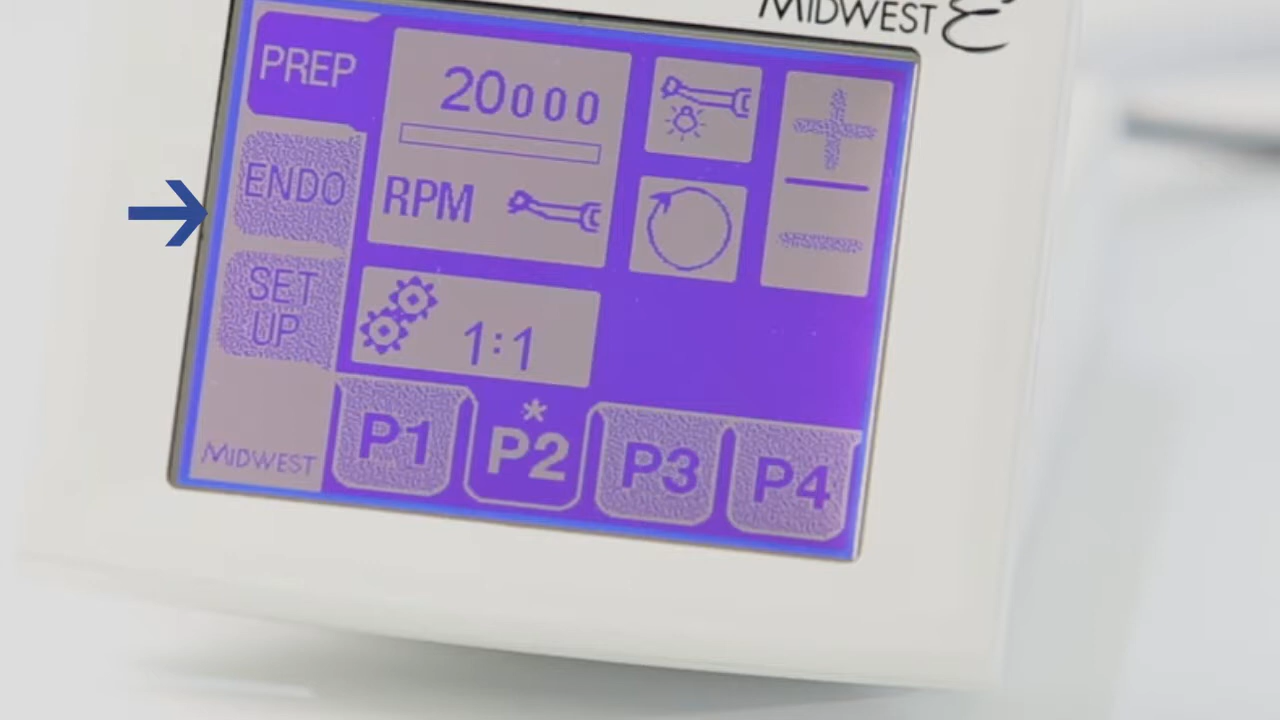 MIDWEST E
PREP
20000
RPM
ENDO
SET
UP
1:1
MIDWEST
P1
*
P2
P3
P4